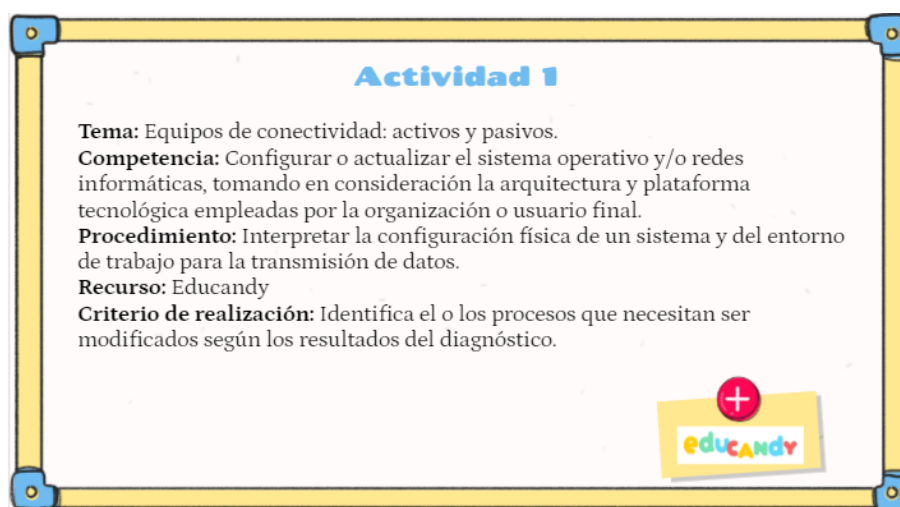 Actividad 1
Tema: Equipos de conectividad: activos y pasivos.
Competencia: Configurar o actualizar el sistema operativo y/o redes
informáticas, tomando en consideración la arquitectura y plataforma
tecnológica empleadas por la organización o usuario final.
Procedimiento: Interpretar la configuración física de un sistema y del entorno
de trabajo para la transmisión de datos.
Recurso: Educandy
Criterio de realización: Identifica el o los procesos que necesitan ser
modificados según los resultados del diagnóstico.
educandy